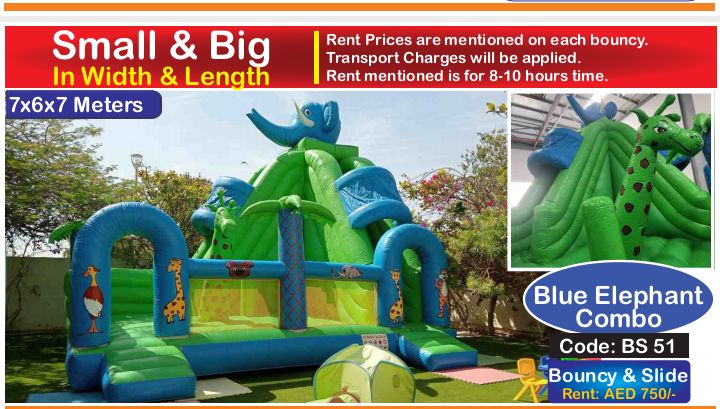 Small & Big
In Width & Length
Rent Prices are mentioned on each bouncy.
Transport Charges will be applied.
Rent mentioned is for 8-10 hours time.
7x6x7 Meters
Blue Elephant
Combo
Code: BS 51
Bouncy & Slide
Rent: AED 750/-